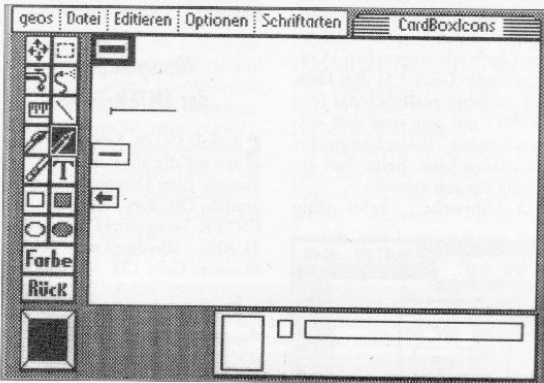 geos Datei Editieren Optionen Schriftarten CardBoxIcons
T
Farbe
Rück